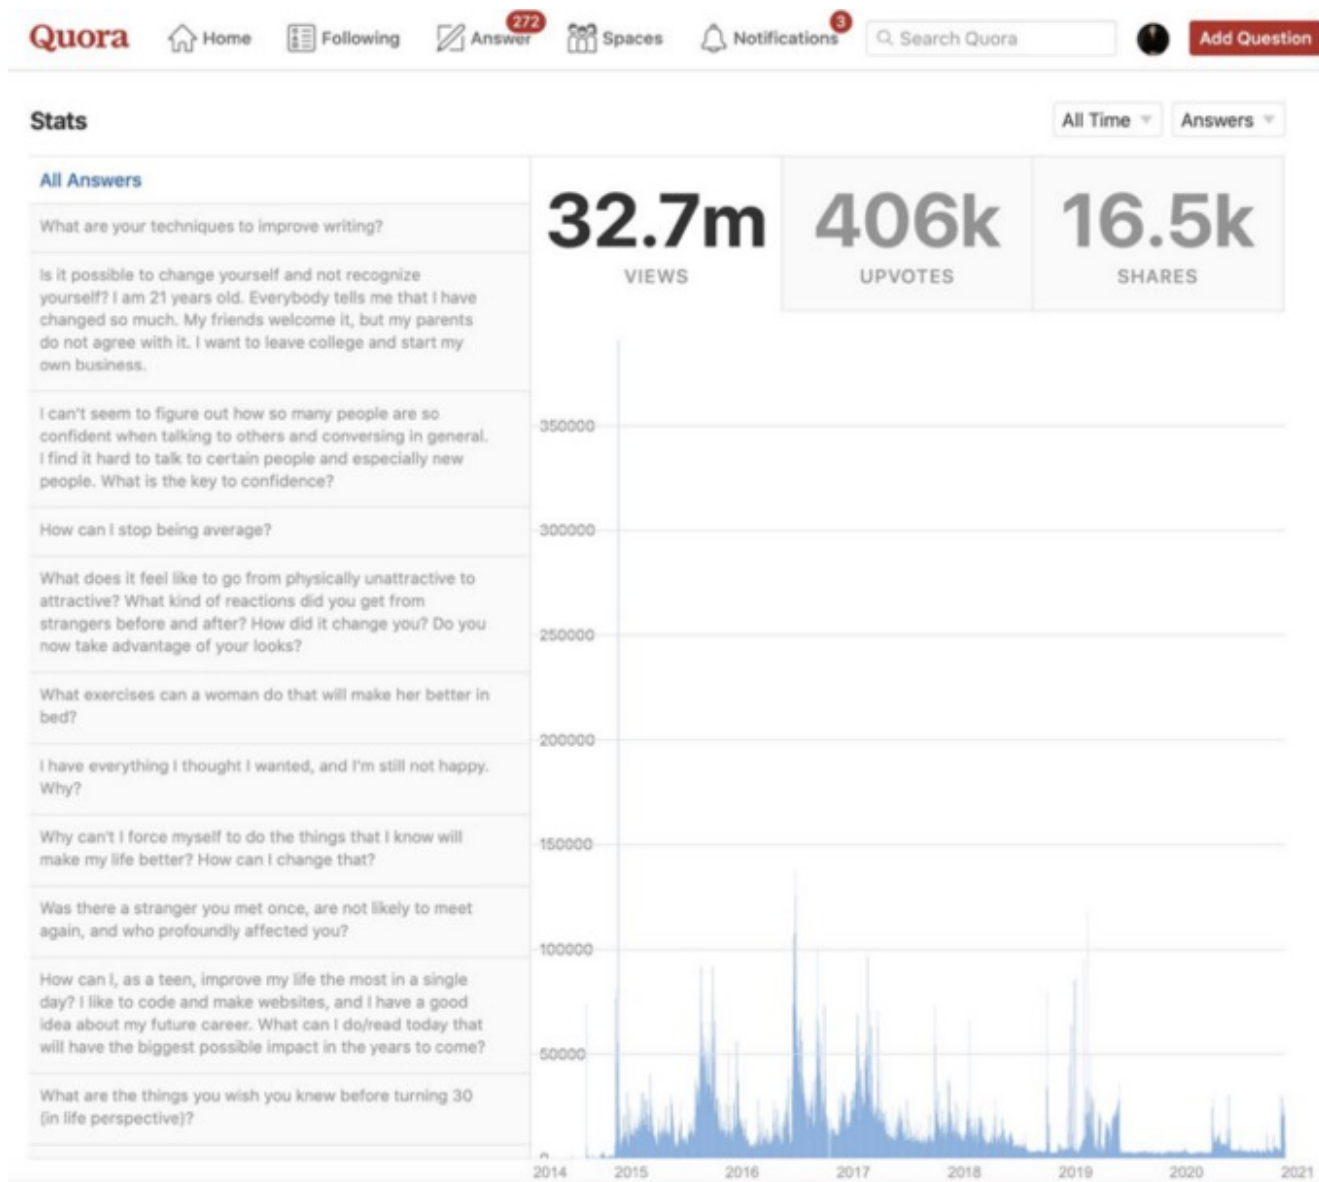 Quora
Home
Following
Answer
272
Spaces
Notifications
3
Search Quora
Add Question
Stats
All Time
Answers
All Answers
What are your techniques to improve writing?
Is it possible to change yourself and not recognize
yourself? I am 21 years old. Everybody tells me that I have
changed so much. My friends welcome it, but my parents
do not agree with it. I want to leave college and start my
own business.
I can't seem to figure out how so many people are so
confident when talking to others and conversing in general.
I find it hard to talk to certain people and especially new
people. What is the key to confidence?
How can I stop being average?
What does it feel like to go from physically unattractive to
attractive? What kind of reactions did you get from
strangers before and after? How did it change you? Do you
now take advantage of your looks?
What exercises can a woman do that will make her better in
bed?
I have everything I thought I wanted, and I'm still not happy.
Why?
Why can't I force myself to do the things that I know will
make my life better? How can I change that?
Was there a stranger you met once, are not likely to meet
again, and who profoundly affected you?
How can I, as a teen, improve my life the most in a single
day? I like to code and make websites, and I have a good
idea about my future career. What can I do/read today that
will have the biggest possible impact in the years to come?
What are the things you wish you knew before turning 30
(in life perspective)?
32.7m
VIEWS
406k
UPVOTES
16.5k
SHARES
350000
300000
250000
200000
150000
100000
50000
0
2014 2015 2016 2017 2018 2019 2020 2021